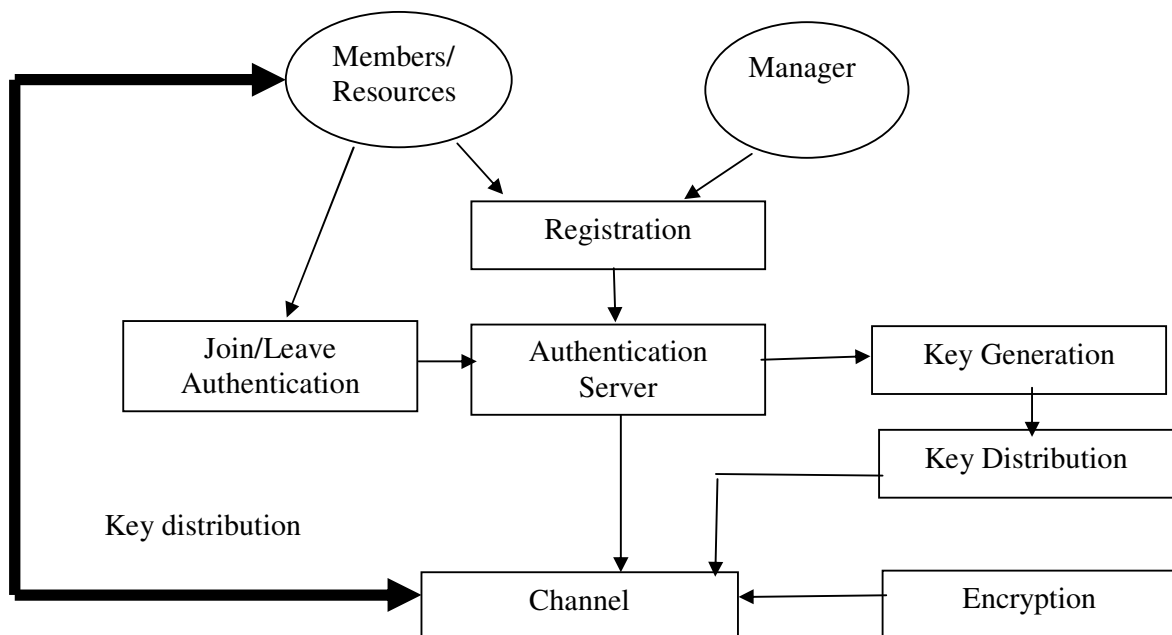 Members/
Resources
Manager
Registration
Join/Leave
Authentication
Authentication
Server
Key Generation
Key Distribution
Key distribution
Channel
Encryption